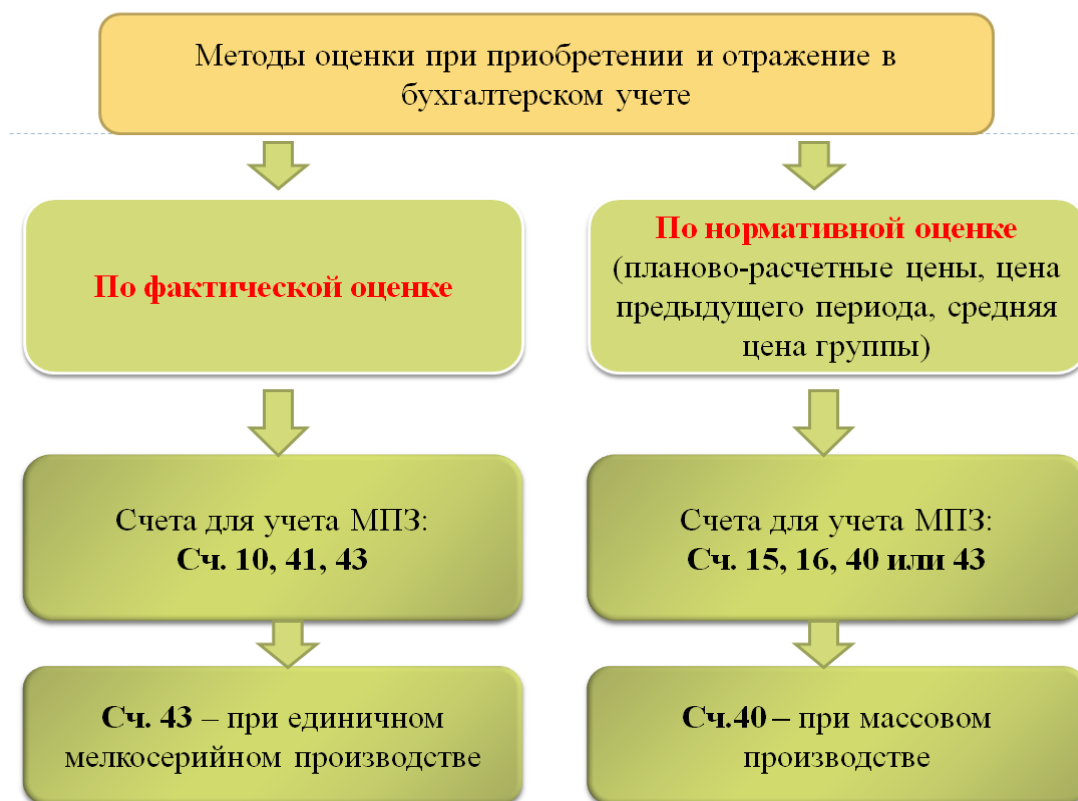 Методы оценки при приобретении и отражение в
бухгалтерском учете
По фактической оценке
По нормативной оценке
(планово-расчетные цены, цена
предыдущего периода, средняя
цена группы)
Счета для учета МПЗ:
Сч. 10, 41, 43
Счета для учета МПЗ:
Сч. 15, 16, 40 или 43
Сч. 43 – при единичном
мелкосерийном производстве
Сч.40 – при массовом
производстве